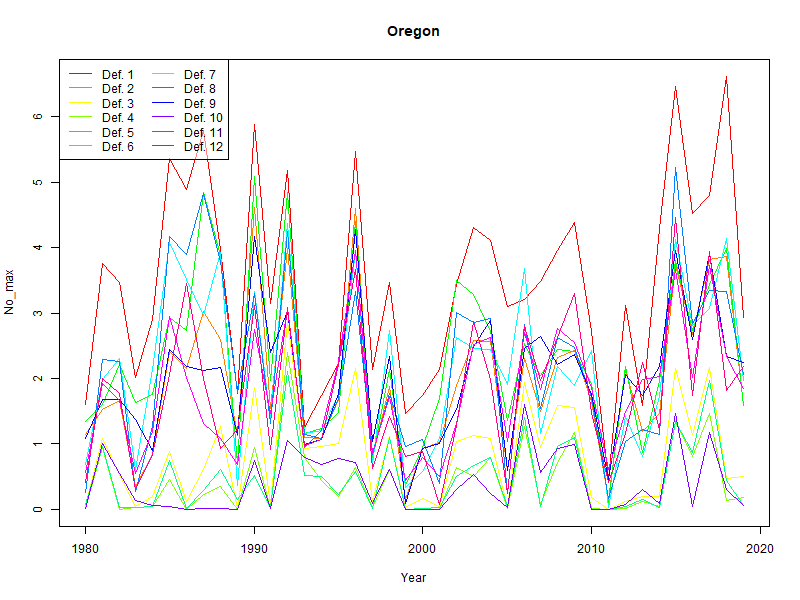 Oregon
Def. 1 Def. 7
Def. 2 Def. 8
Def. 3 Def. 9
Def. 4 Def. 10
Def. 5 Def. 11
Def. 6 Def. 12
No_max
6
5
4
3
2
1
0
1980 1990 2000 2010 2020
Year